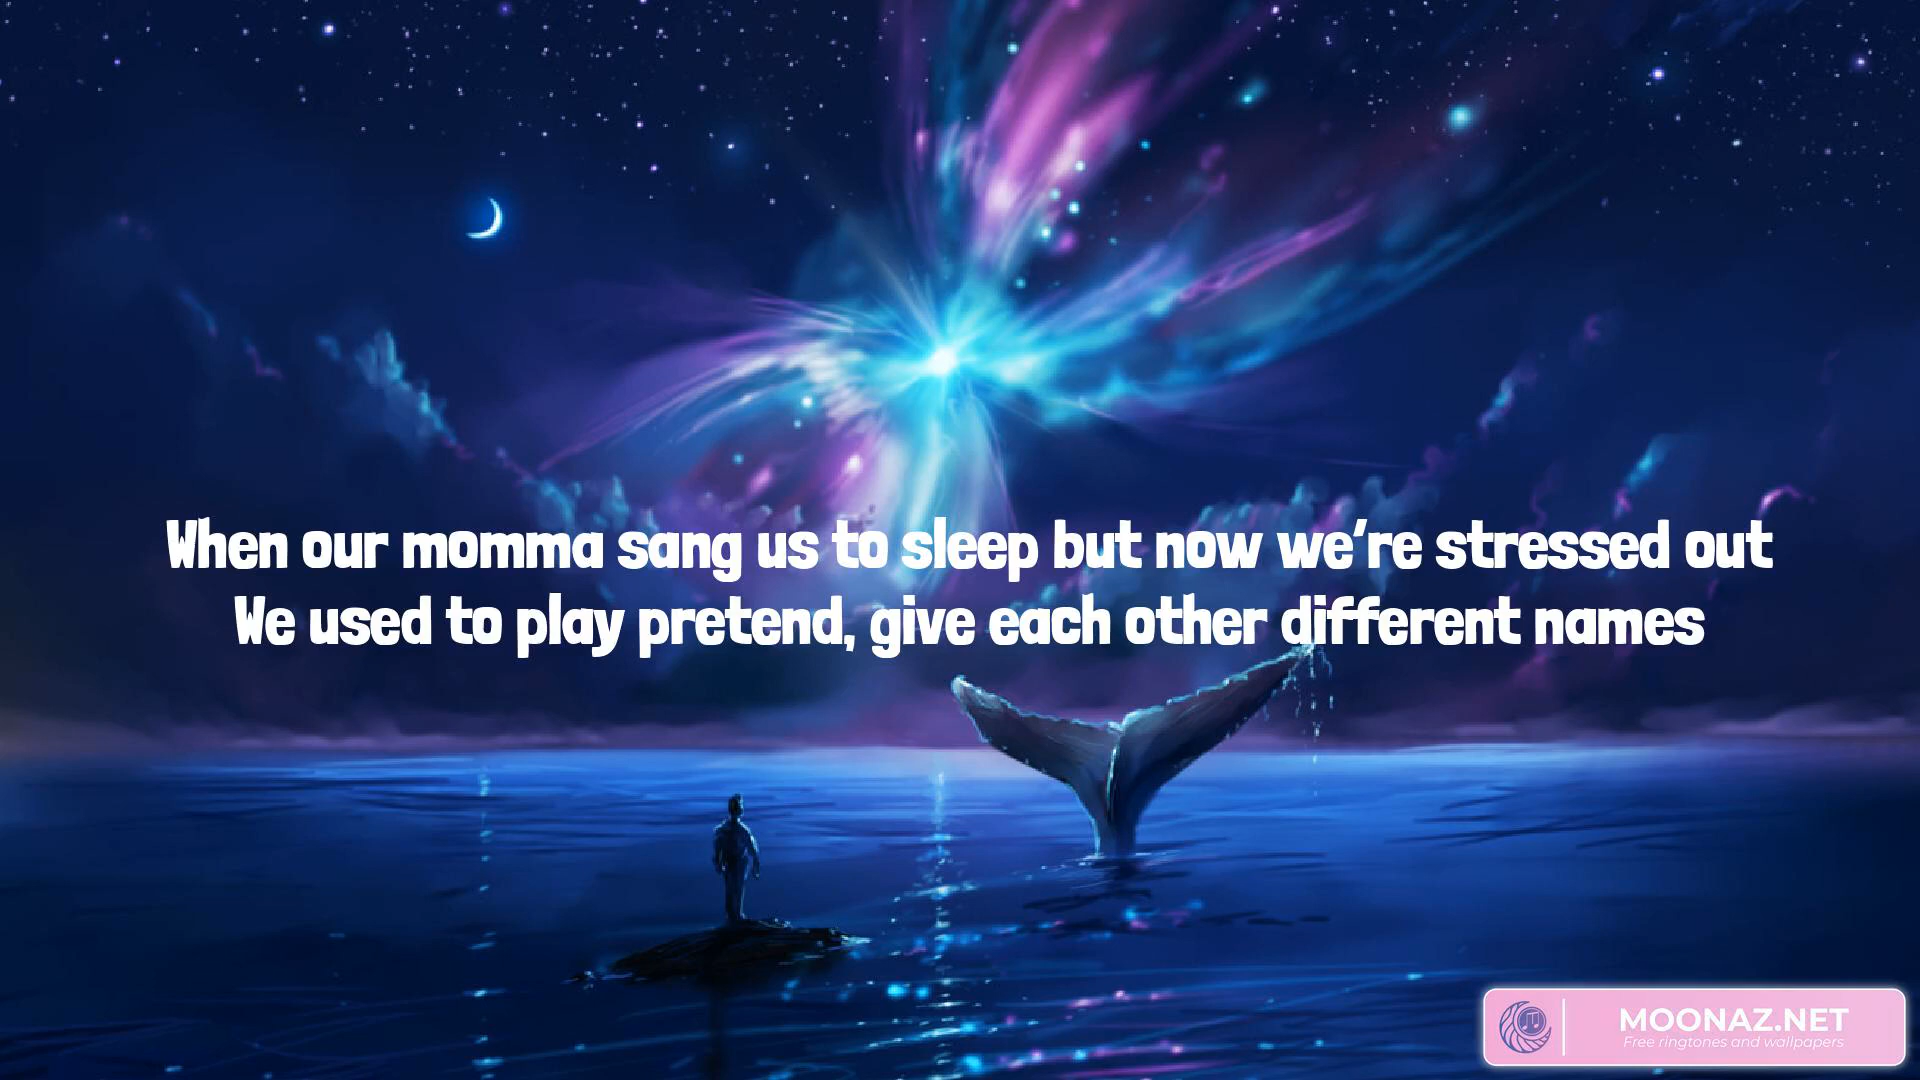 When our momma sang us to sleep but now we're stressed out
We used to play pretend, give each other different names
MOONAZ.NET
Free ringtones and wallpapers